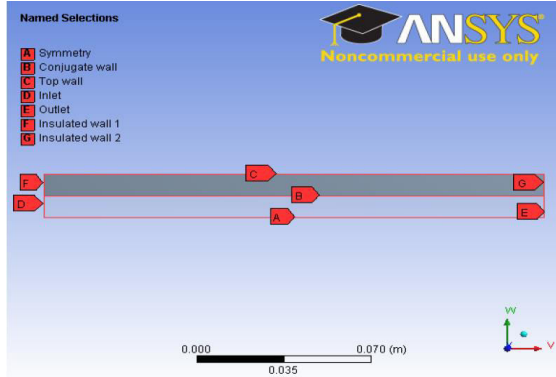 Named Selections
A Symmetry
B Conjugate wall
C Top wall
D Inlet
E Outlet
F Insulated wall 1
G Insulated wall 2
ANSYS
Noncommercial use only
C
F
G
B
D
E
A
W
V
0.000
0.070 (m)
0.035